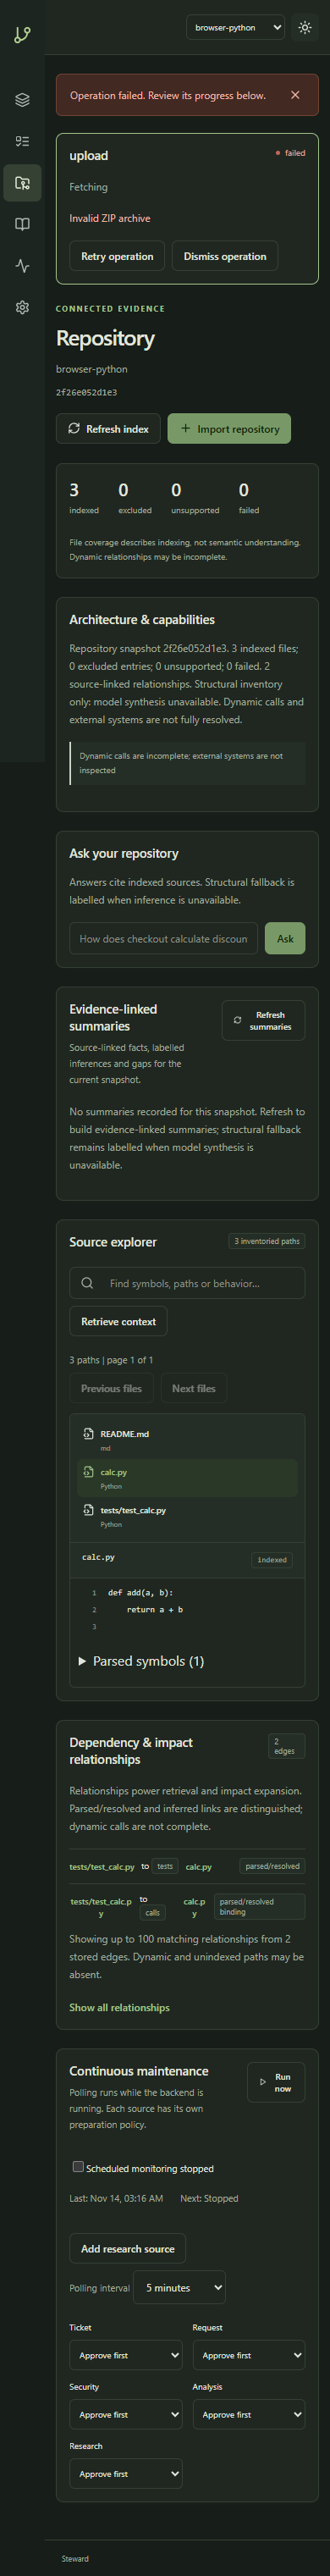 browser-python
Operation failed. Review its progress below.
upload
failed
Fetching
Invalid ZIP archive
Retry operation
Dismiss operation
CONNECTED EVIDENCE
Repository
browser-python
2f26e052d1e3
Refresh index
Import repository
3
0
0
0
indexed
excluded
unsupported
failed
File coverage describes indexing, not semantic understanding.
Dynamic relationships may be incomplete.
Architecture & capabilities
Repository snapshot 2f26e052d1e3. 3 indexed files;
0 excluded entries; 0 unsupported; 0 failed. 2
source-linked relationships. Structural inventory
only: model synthesis unavailable. Dynamic calls and
external systems are not fully resolved.
Dynamic calls are incomplete; external systems are not
inspected
Ask your repository
Answers cite indexed sources. Structural fallback is
labelled when inference is unavailable.
How does checkout calculate discoun
Ask
Evidence-linked
summaries
Refresh
summaries
Source-linked facts, labelled
inferences and gaps for the
current snapshot.
No summaries recorded for this snapshot. Refresh to
build evidence-linked summaries; structural fallback
remains labelled when model synthesis is
unavailable.
Source explorer
3 inventoried paths
Find symbols, paths or behavior...
Retrieve context
3 paths | page 1 of 1
Previous files
Next files
README.md
md
calc.py
Python
tests/test_calc.py
Python
calc.py
indexed
1 def add(a, b):
2 return a + b
3
Parsed symbols (1)
Dependency & impact
relationships
2
edges
Relationships power retrieval and impact expansion.
Parsed/resolved and inferred links are distinguished;
dynamic calls are not complete.
tests/test_calc.py to tests calc.py parsed/resolved
tests/test_calc.p
y
to
calls
calc.p
y
parsed/resolved
binding
Showing up to 100 matching relationships from 2
stored edges. Dynamic and unindexed paths may be
absent.
Show all relationships
Continuous maintenance
Run
now
Polling runs while the backend is
running. Each source has its own
preparation policy.
Scheduled monitoring stopped
Last: Nov 14, 03:16 AM
Next: Stopped
Add research source
Polling interval
5 minutes
Ticket
Request
Approve first
Approve first
Security
Analysis
Approve first
Approve first
Research
Approve first
Steward